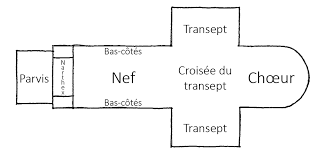 Transept
Bas-côtés
Parvis
Narthex
Nef
Croisée du
transept
Chœur
Bas-côtés
Transept